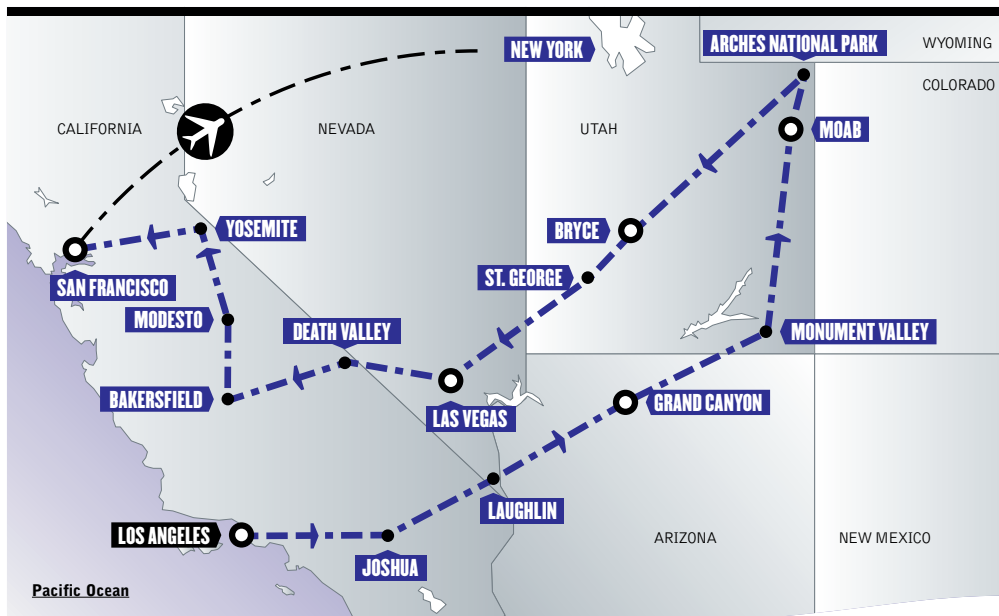 NEW YORK
ARCHES NATIONAL PARK
WYOMING
COLORADO
CALIFORNIA
NEVADA
UTAH
MOAB
YOSEMITE
BRYCE
SAN FRANCISCO
ST. GEORGE
MODESTO
DEATH VALLEY
MONUMENT VALLEY
BAKERSFIELD
LAS VEGAS
GRAND CANYON
LAUGHLIN
LOS ANGELES
JOSHUA
ARIZONA
NEW MEXICO
Pacific Ocean